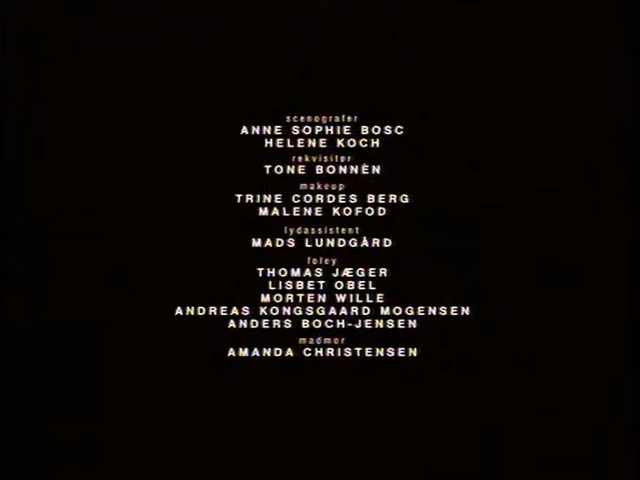 scenografer
ANNE SOPHIE BOSC
HELENE KOCH
rekvisitør
TONE BONNÈN
makeup
TRINE CORDES BERG
MALENE KOFOD
lydassistent
MADS LUNDGÅRD
foley
THOMAS JÆGER
LISBET OBEL
MORTEN WILLE
ANDREAS KONGSGAARD MOGENSEN
ANDERS BOCH-JENSEN
madmor
AMANDA CHRISTENSEN